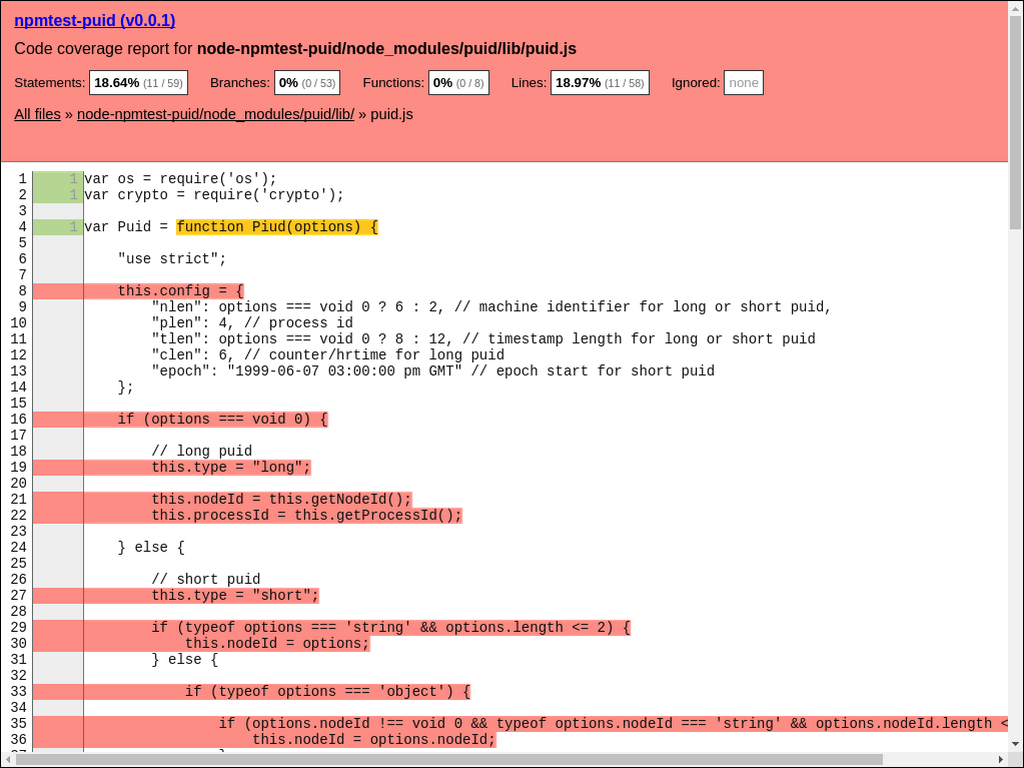 npmtest-puid (v0.0.1)
Code coverage report for node-npmtest-puid/node_modules/puid/lib/puid.js
Statements: 18.64% (11 / 59) Branches: 0% (0 / 53) Functions: 0% (0 / 8) Lines: 18.97% (11 / 58) Ignored: none
All files » node-npmtest-puid/node_modules/puid/lib/ » puid.js
1 1 var os = require('os');
2 1 var crypto = require('crypto');
3
4 1 var Puid = function Piud(options) {
5
6 "use strict";
7
8 this.config = {
9 "nlen": options === void 0 ? 6 : 2, // machine identifier for long or short puid,
10 "plen": 4, // process id
11 "tlen": options === void 0 ? 8 : 12, // timestamp length for long or short puid
12 "clen": 6, // counter/hrtime for long puid
13 "epoch": "1999-06-07 03:00:00 pm GMT" // epoch start for short puid
14 };
15
16 if (options === void 0) {
17
18 // long puid
19 this.type = "long";
20
21 this.nodeId = this.getNodeId();
22 this.processId = this.getProcessId();
23
24 } else {
25
26 // short puid
27 this.type = "short";
28
29 if (typeof options === 'string' && options.length <= 2) {
30 this.nodeId = options;
31 } else {
32
33 if (typeof options === 'object') {
34
35 if (options.nodeId !== void 0 && typeof options.nodeId === 'string' && options.nodeId.length <
36 this.nodeId = options.nodeId;